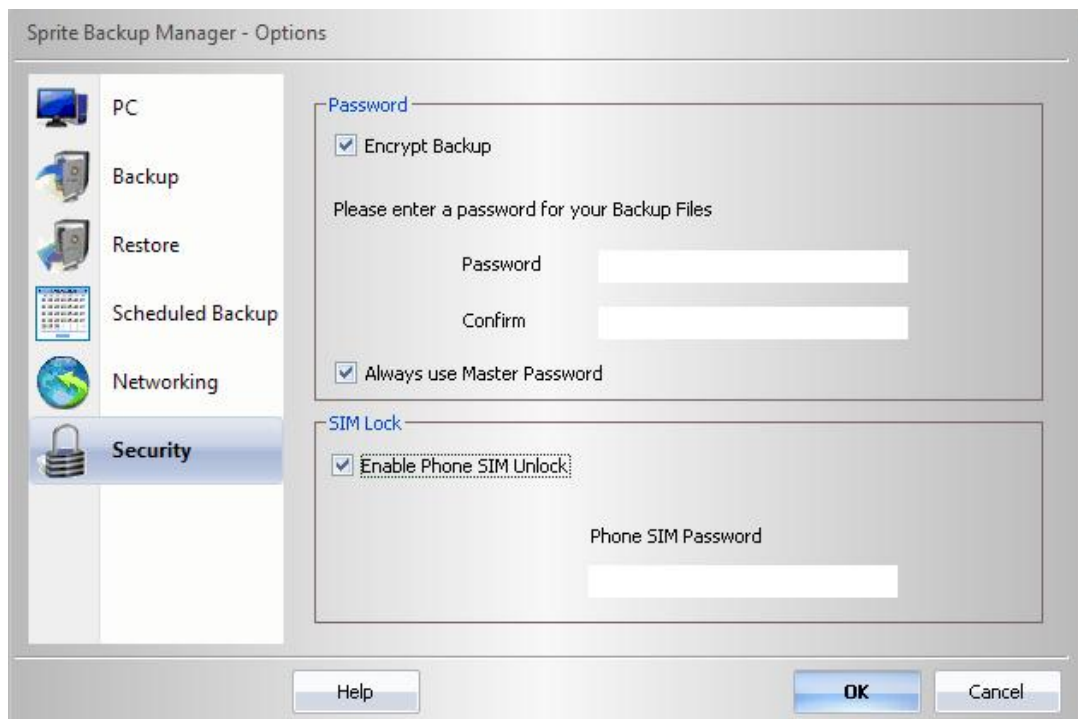 Sprite Backup Manager - Options
PC
Backup
Restore
Scheduled Backup
Networking
Security
Password
Encrypt Backup
Please enter a password for your Backup Files
Password
Confirm
Always use Master Password
SIM Lock
Enable Phone SIM Unlock
Phone SIM Password
Help
OK
Cancel